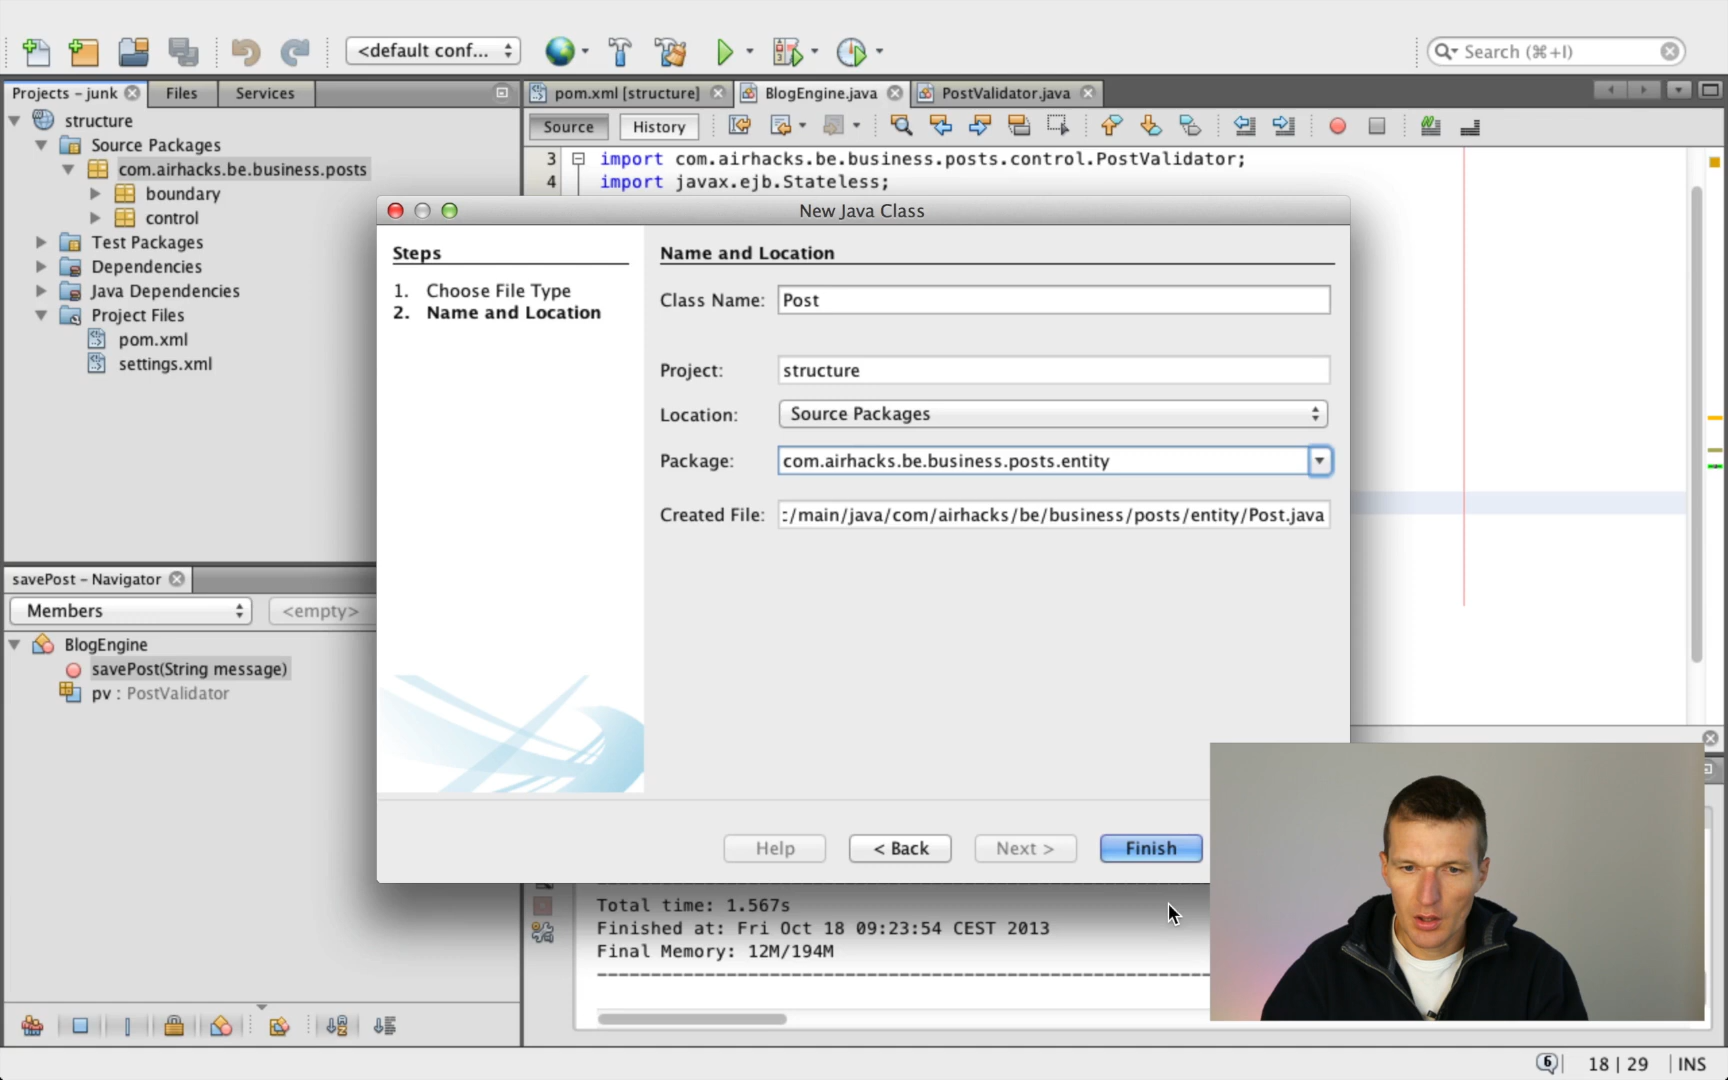 <default conf...
Search (⌘+I)
Projects – junk
Files
Services
pom.xml [structure]
BlogEngine.java
PostValidator.java
Source
History
structure
Source Packages
com.airhacks.be.business.posts
boundary
control
Test Packages
Dependencies
Java Dependencies
Project Files
pom.xml
settings.xml
3 import com.airhacks.be.business.posts.control.PostValidator;
4 import javax.ejb.Stateless;
New Java Class
Steps
1. Choose File Type
2. Name and Location
Name and Location
Class Name: Post
Project: structure
Location: Source Packages
Package: com.airhacks.be.business.posts.entity
Created File: :/main/java/com/airhacks/be/business/posts/entity/Post.java
Help
< Back
Next >
Finish
savePost – Navigator
Members
<empty>
BlogEngine
savePost(String message)
pv : PostValidator
Total time: 1.567s
Finished at: Fri Oct 18 09:23:54 CEST 2013
Final Memory: 12M/194M
------------------------------------------------------------------------
6
18 | 29
INS